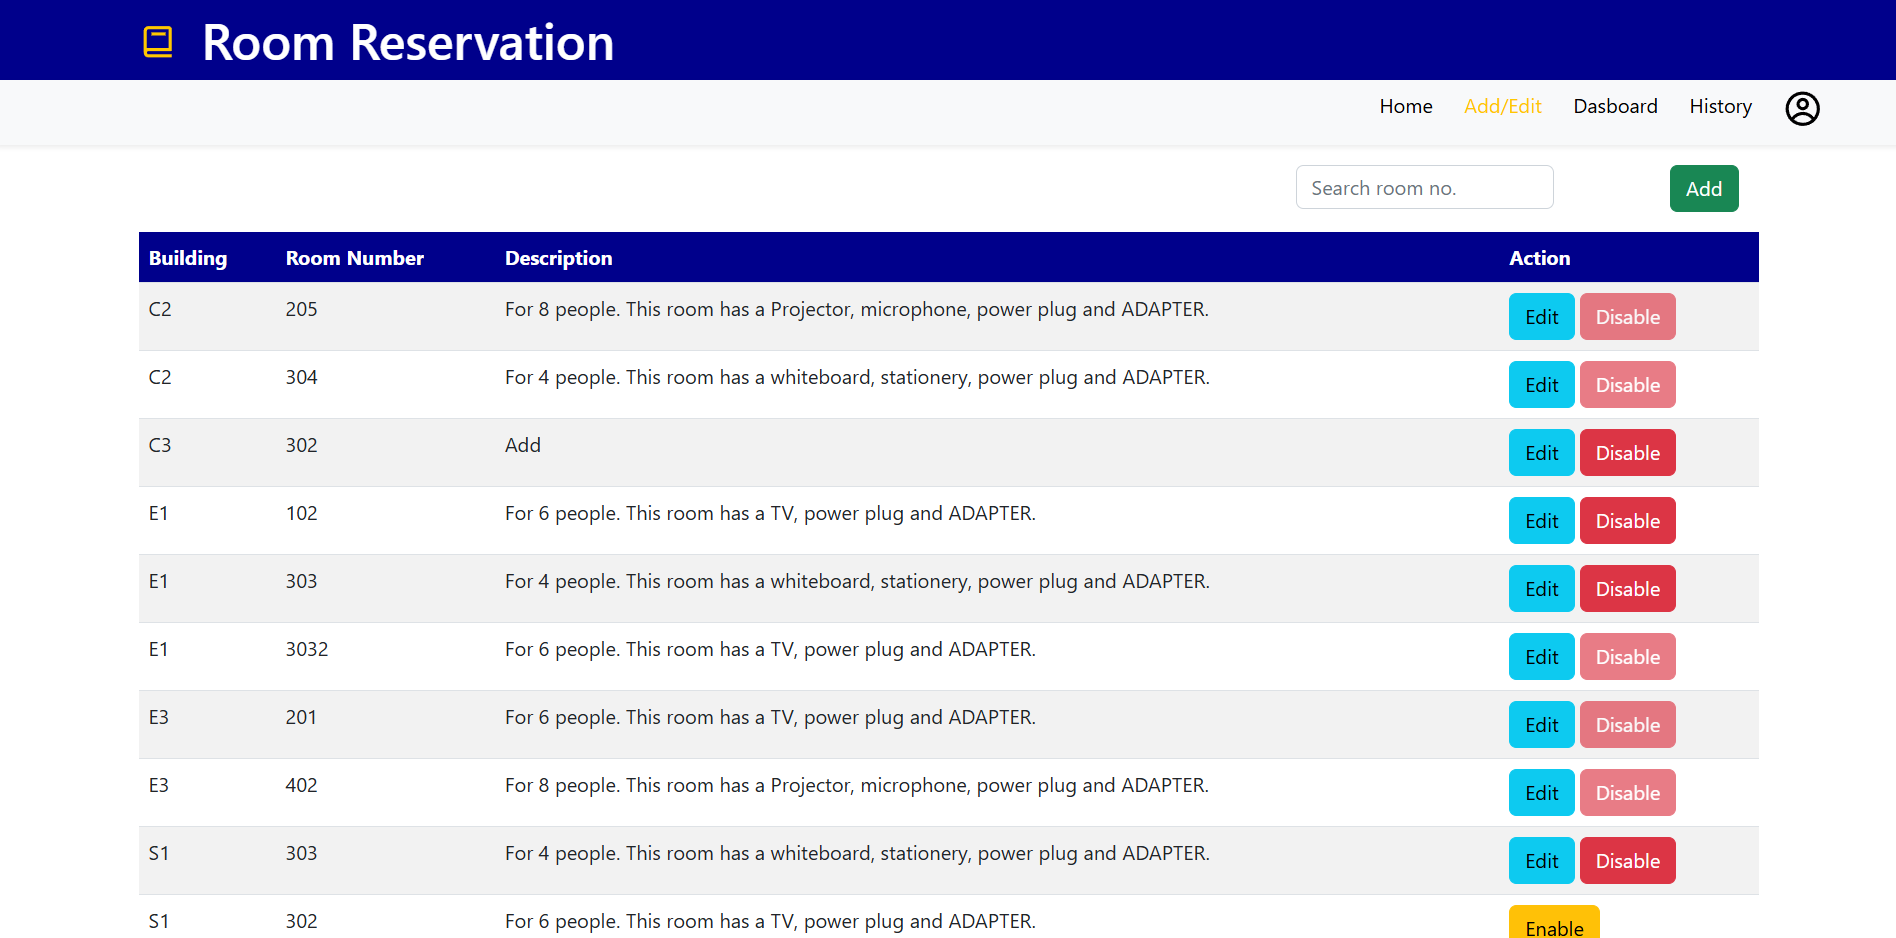 Room Reservation
Home Add/Edit Dasboard History
Search room no. Add
Building Room Number Description Action
C2 205 For 8 people. This room has a Projector, microphone, power plug and ADAPTER. Edit Disable
C2 304 For 4 people. This room has a whiteboard, stationery, power plug and ADAPTER. Edit Disable
C3 302 Add Edit Disable
E1 102 For 6 people. This room has a TV, power plug and ADAPTER. Edit Disable
E1 303 For 4 people. This room has a whiteboard, stationery, power plug and ADAPTER. Edit Disable
E1 3032 For 6 people. This room has a TV, power plug and ADAPTER. Edit Disable
E3 201 For 6 people. This room has a TV, power plug and ADAPTER. Edit Disable
E3 402 For 8 people. This room has a Projector, microphone, power plug and ADAPTER. Edit Disable
S1 303 For 4 people. This room has a whiteboard, stationery, power plug and ADAPTER. Edit Disable
S1 302 For 6 people. This room has a TV, power plug and ADAPTER. Enable